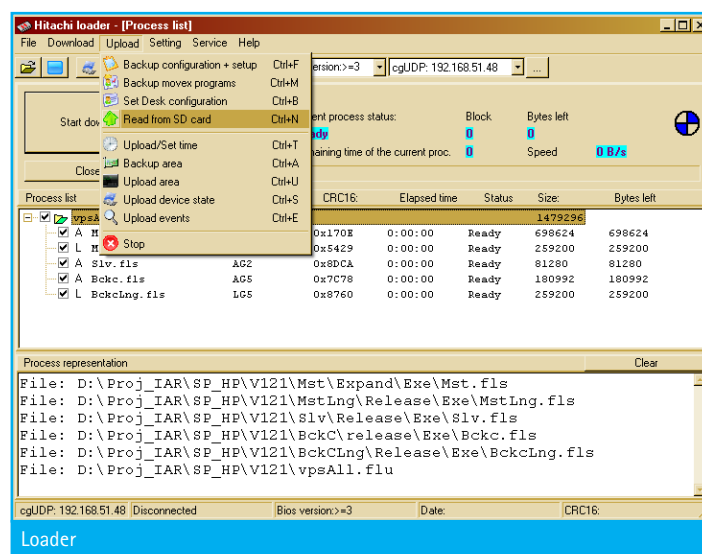 Hitachi loader - [Process list]
File Download Upload Setting Service Help
ersion:>=3 cgUDP: 192.168.51.48 ...
Backup configuration + setup Ctrl+F
Backup movex programs Ctrl+M
Set Desk configuration Ctrl+B
Read from SD card Ctrl+N
Upload/Set time Ctrl+T
Backup area Ctrl+A
Upload area Ctrl+U
Upload device state Ctrl+S
Upload events Ctrl+E
Stop
Start dow
Close
ent process status: Block Bytes left
ady 0 0
aining time of the current proc. 0 Speed 0 B/s
Process list CRC16: Elapsed time Status Size: Bytes left
vpsA 1479296
A M 0x170E 0:00:00 Ready 698624 698624
L M 0x5429 0:00:00 Ready 259200 259200
A Slv.fls AG2 0x8DCA 0:00:00 Ready 81280 81280
A Bckc.fls AG5 0x7C78 0:00:00 Ready 180992 180992
L BckcLng.fls LG5 0x8760 0:00:00 Ready 259200 259200
Process representation Clear
File: D:\Proj_IAR\SP_HP\V121\Mst\Expand\Exe\Mst.fls
File: D:\Proj_IAR\SP_HP\V121\MstLng\Release\Exe\MstLng.fls
File: D:\Proj_IAR\SP_HP\V121\Slv\Release\Exe\Slv.fls
File: D:\Proj_IAR\SP_HP\V121\BckC\release\Exe\Bckc.fls
File: D:\Proj_IAR\SP_HP\V121\BckCLng\Release\Exe\BckcLng.fls
File: D:\Proj_IAR\SP_HP\V121\vpsAll.flu
cgUDP: 192.168.51.48 Disconnected Bios version:>=3 Date: CRC16:
Loader